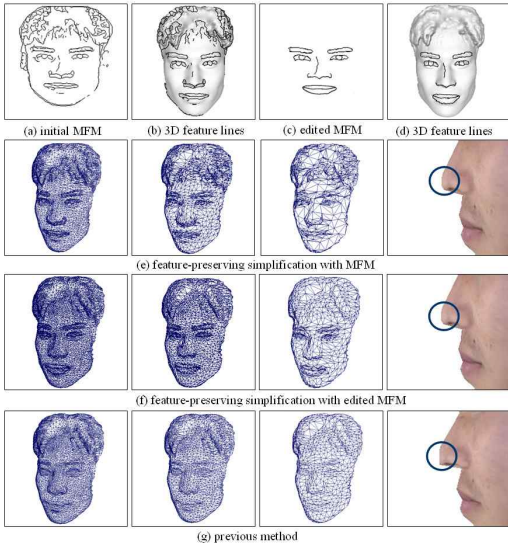 (a) initial MFM
(b) 3D feature lines
(c) edited MFM
(d) 3D feature lines
(e) feature-preserving simplification with MFM
(f) feature-preserving simplification with edited MFM
(g) previous method